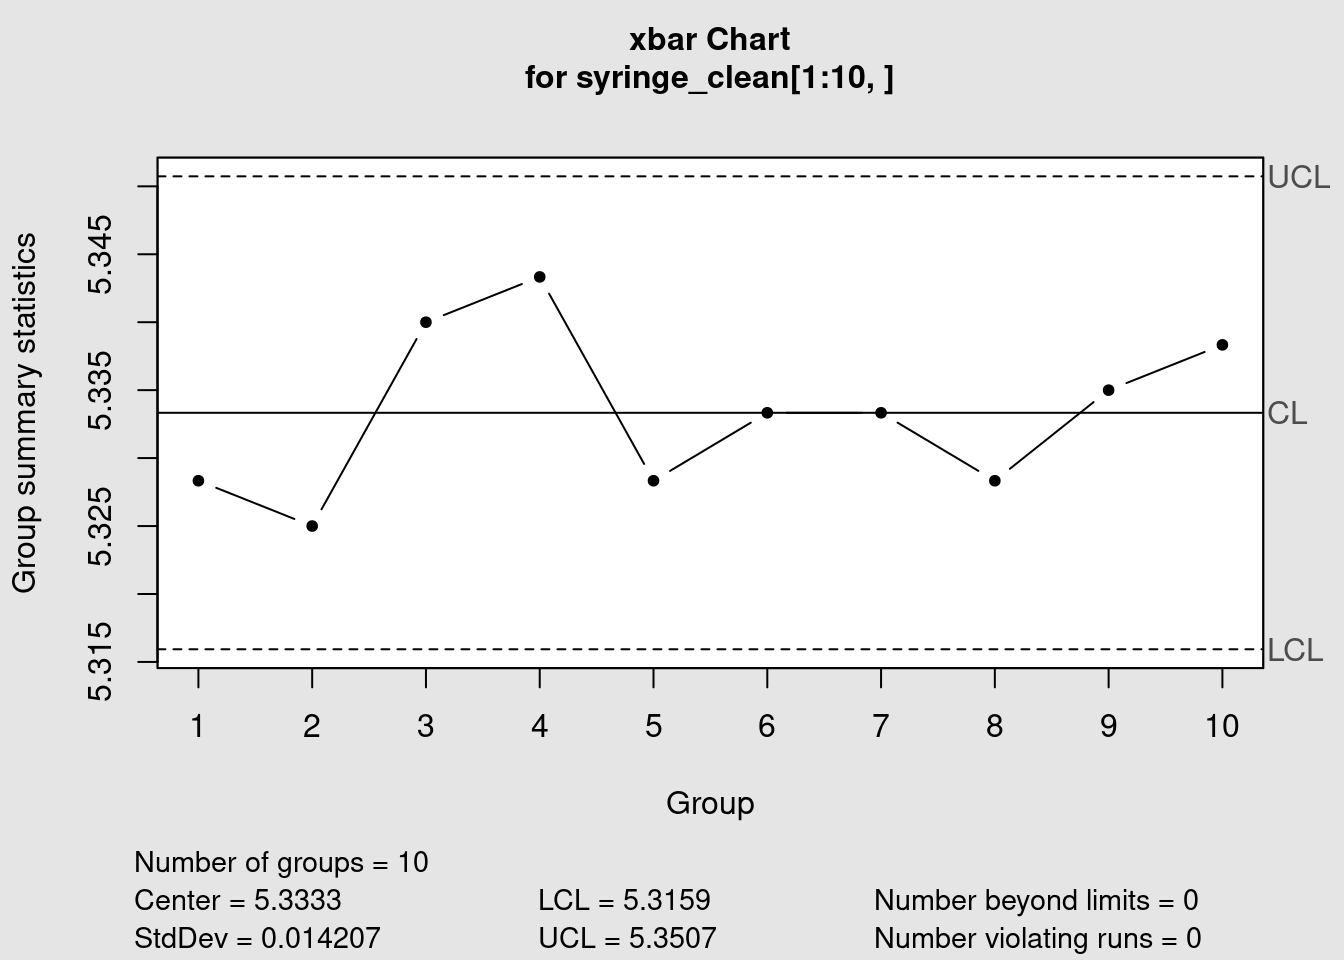 xbar Chart
for syringe_clean[1:10, ]
Group summary statistics
5.345
5.335
5.325
5.315
UCL
CL
LCL
1 2 3 4 5 6 7 8 9 10
Group
Number of groups = 10
Center = 5.3333 LCL = 5.3159 Number beyond limits = 0
StdDev = 0.014207 UCL = 5.3507 Number violating runs = 0